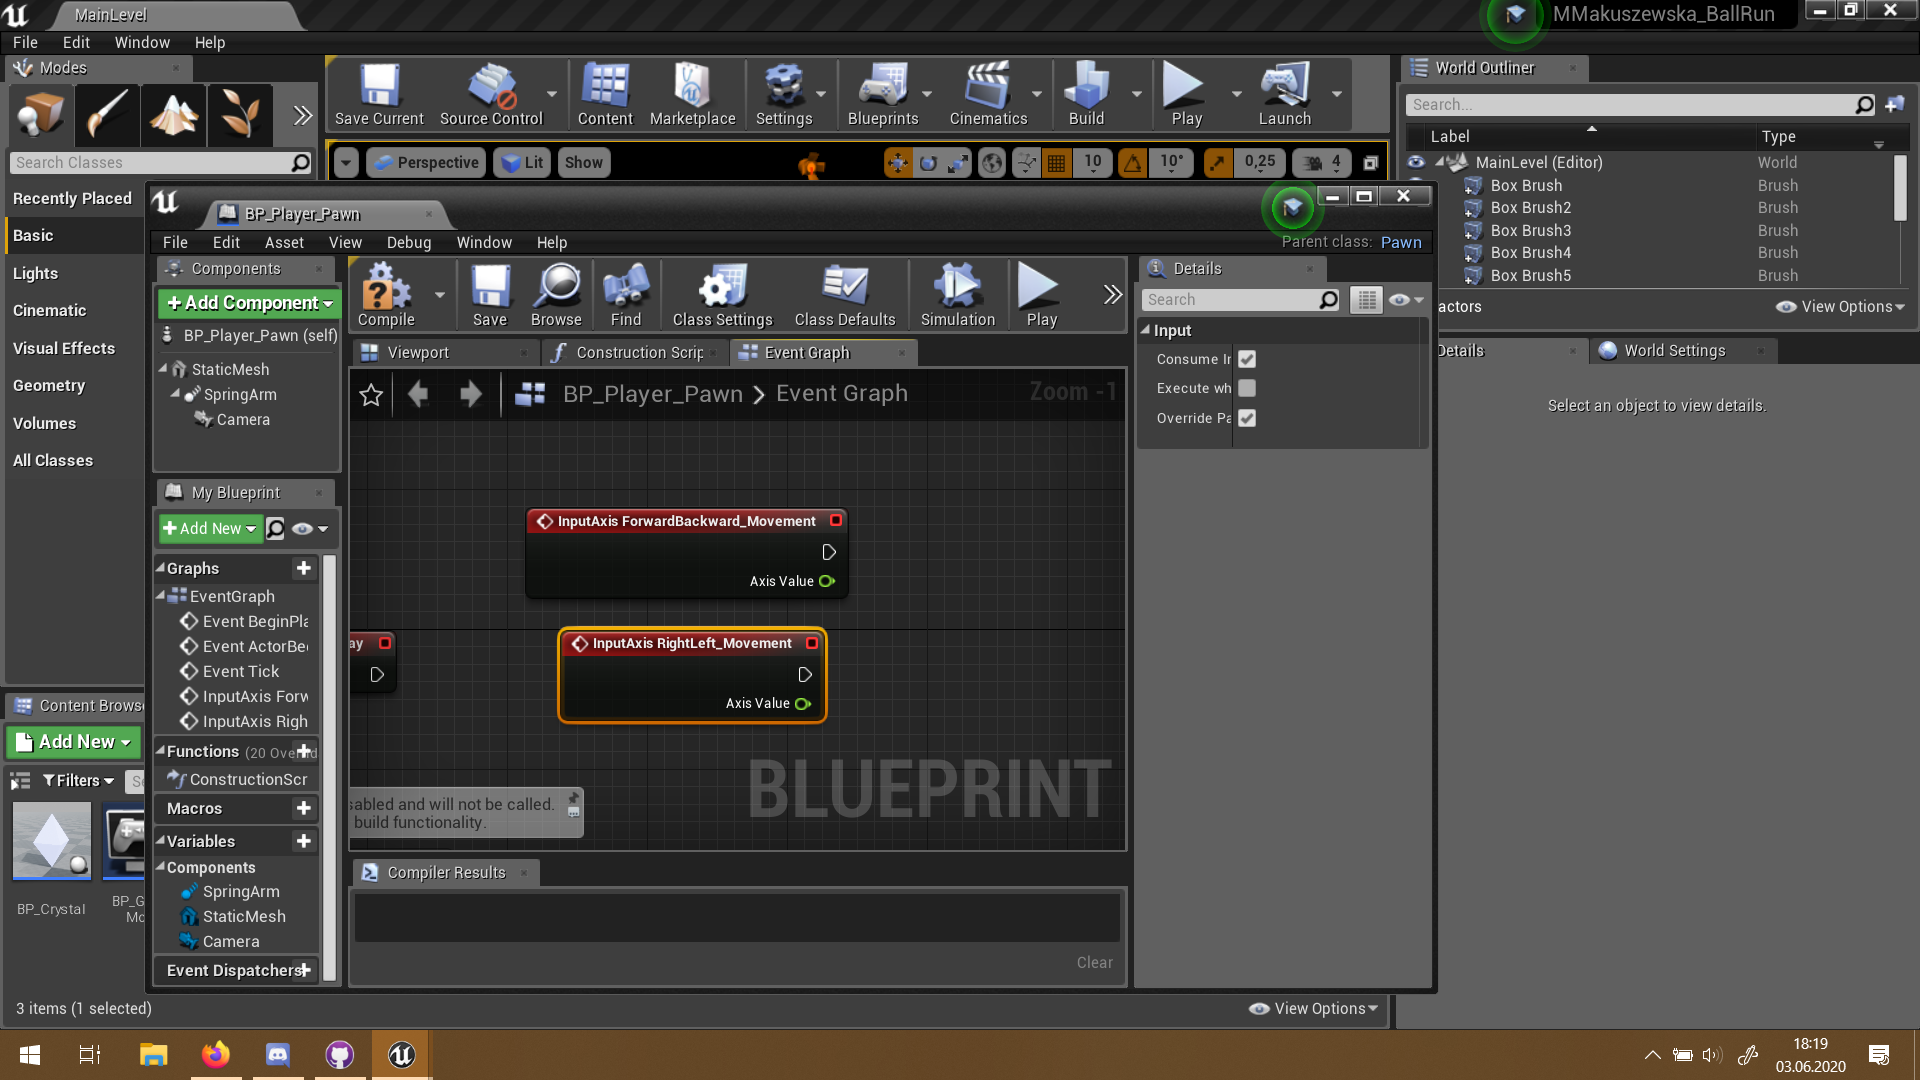 MainLevel
MMakuszewska_BallRun
File Edit Window Help
Modes
Save Current
Source Control
Content
Marketplace
Settings
Blueprints
Cinematics
Build
Play
Launch
World Outliner
Search...
Label
Type
Search Classes
Perspective
Lit
Show
10
10°
0,25
4
MainLevel (Editor) World
Box Brush Brush
Box Brush2 Brush
Box Brush3 Brush
Box Brush4 Brush
Box Brush5 Brush
actors
View Options
Details
World Settings
Select an object to view details.
Recently Placed
Basic
Lights
Cinematic
Visual Effects
Geometry
Volumes
All Classes
BP_Player_Pawn
File Edit Asset View Debug Window Help
Parent class: Pawn
Components
+Add Component
BP_Player_Pawn (self)
StaticMesh
SpringArm
Camera
Compile
Save
Browse
Find
Class Settings
Class Defaults
Simulation
Play
Details
Search
Input
Consume In
Execute wh
Override Pa
Viewport
Construction Scrip
Event Graph
BP_Player_Pawn > Event Graph
Zoom -1
My Blueprint
+Add New
Graphs
EventGraph
Event BeginPla
Event ActorBe
Event Tick
InputAxis Forw
InputAxis Righ
Functions (20 Overrid
ConstructionScr
Macros
Variables
Components
SpringArm
StaticMesh
Camera
Event Dispatchers
InputAxis ForwardBackward_Movement
Axis Value
ay
InputAxis RightLeft_Movement
Axis Value
sabled and will not be called.
build functionality.
BLUEPRINT
Compiler Results
Clear
Content Browse
Add New
Filters
Se
BP_Crystal
BP_G
Mo
3 items (1 selected)
View Options
18:19
03.06.2020